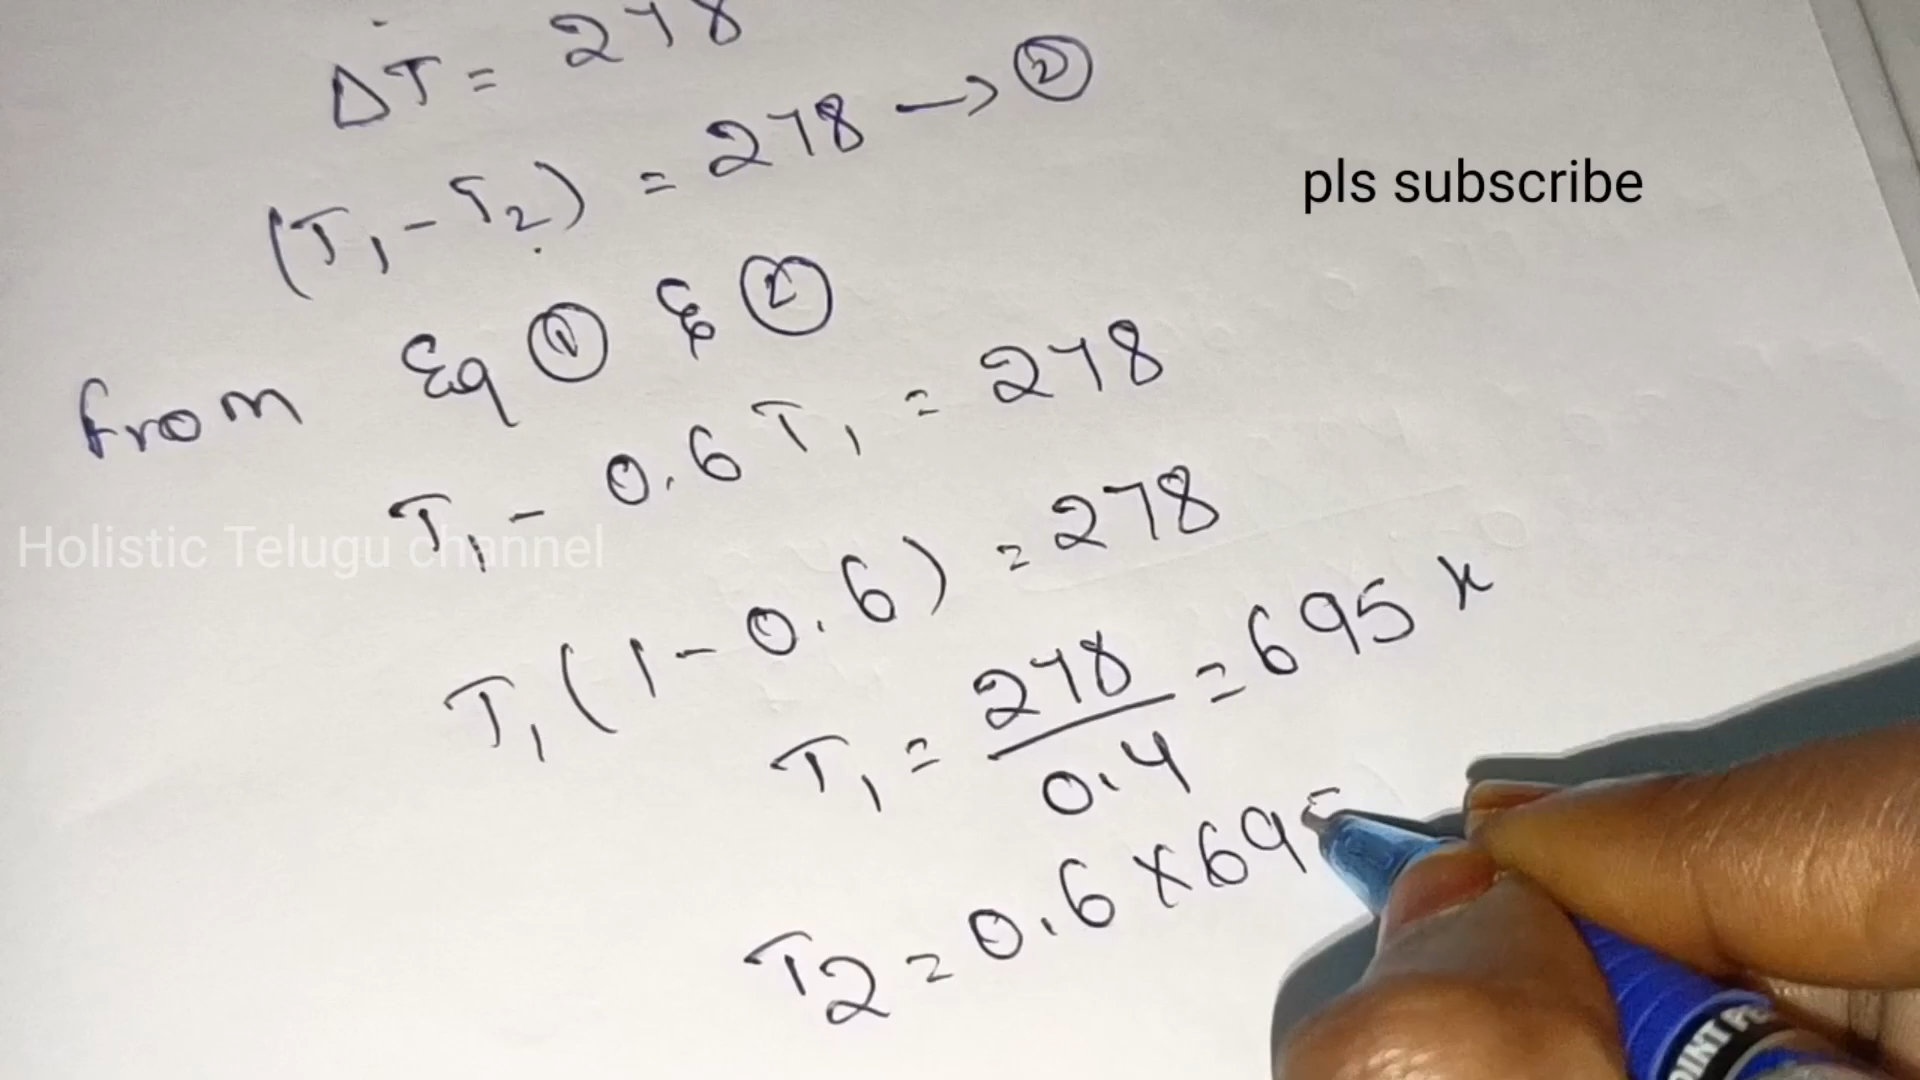 ΔT = 278
(T₁ - T₂) = 278 → ②
pls subscribe
from Eq ① & ②
T₁ - 0.6 T₁ = 278
Holistic Telugu channel
T₁ (1 - 0.6) = 278
T₁ = 278/0.4 = 695 K
T2 = 0.6 × 695